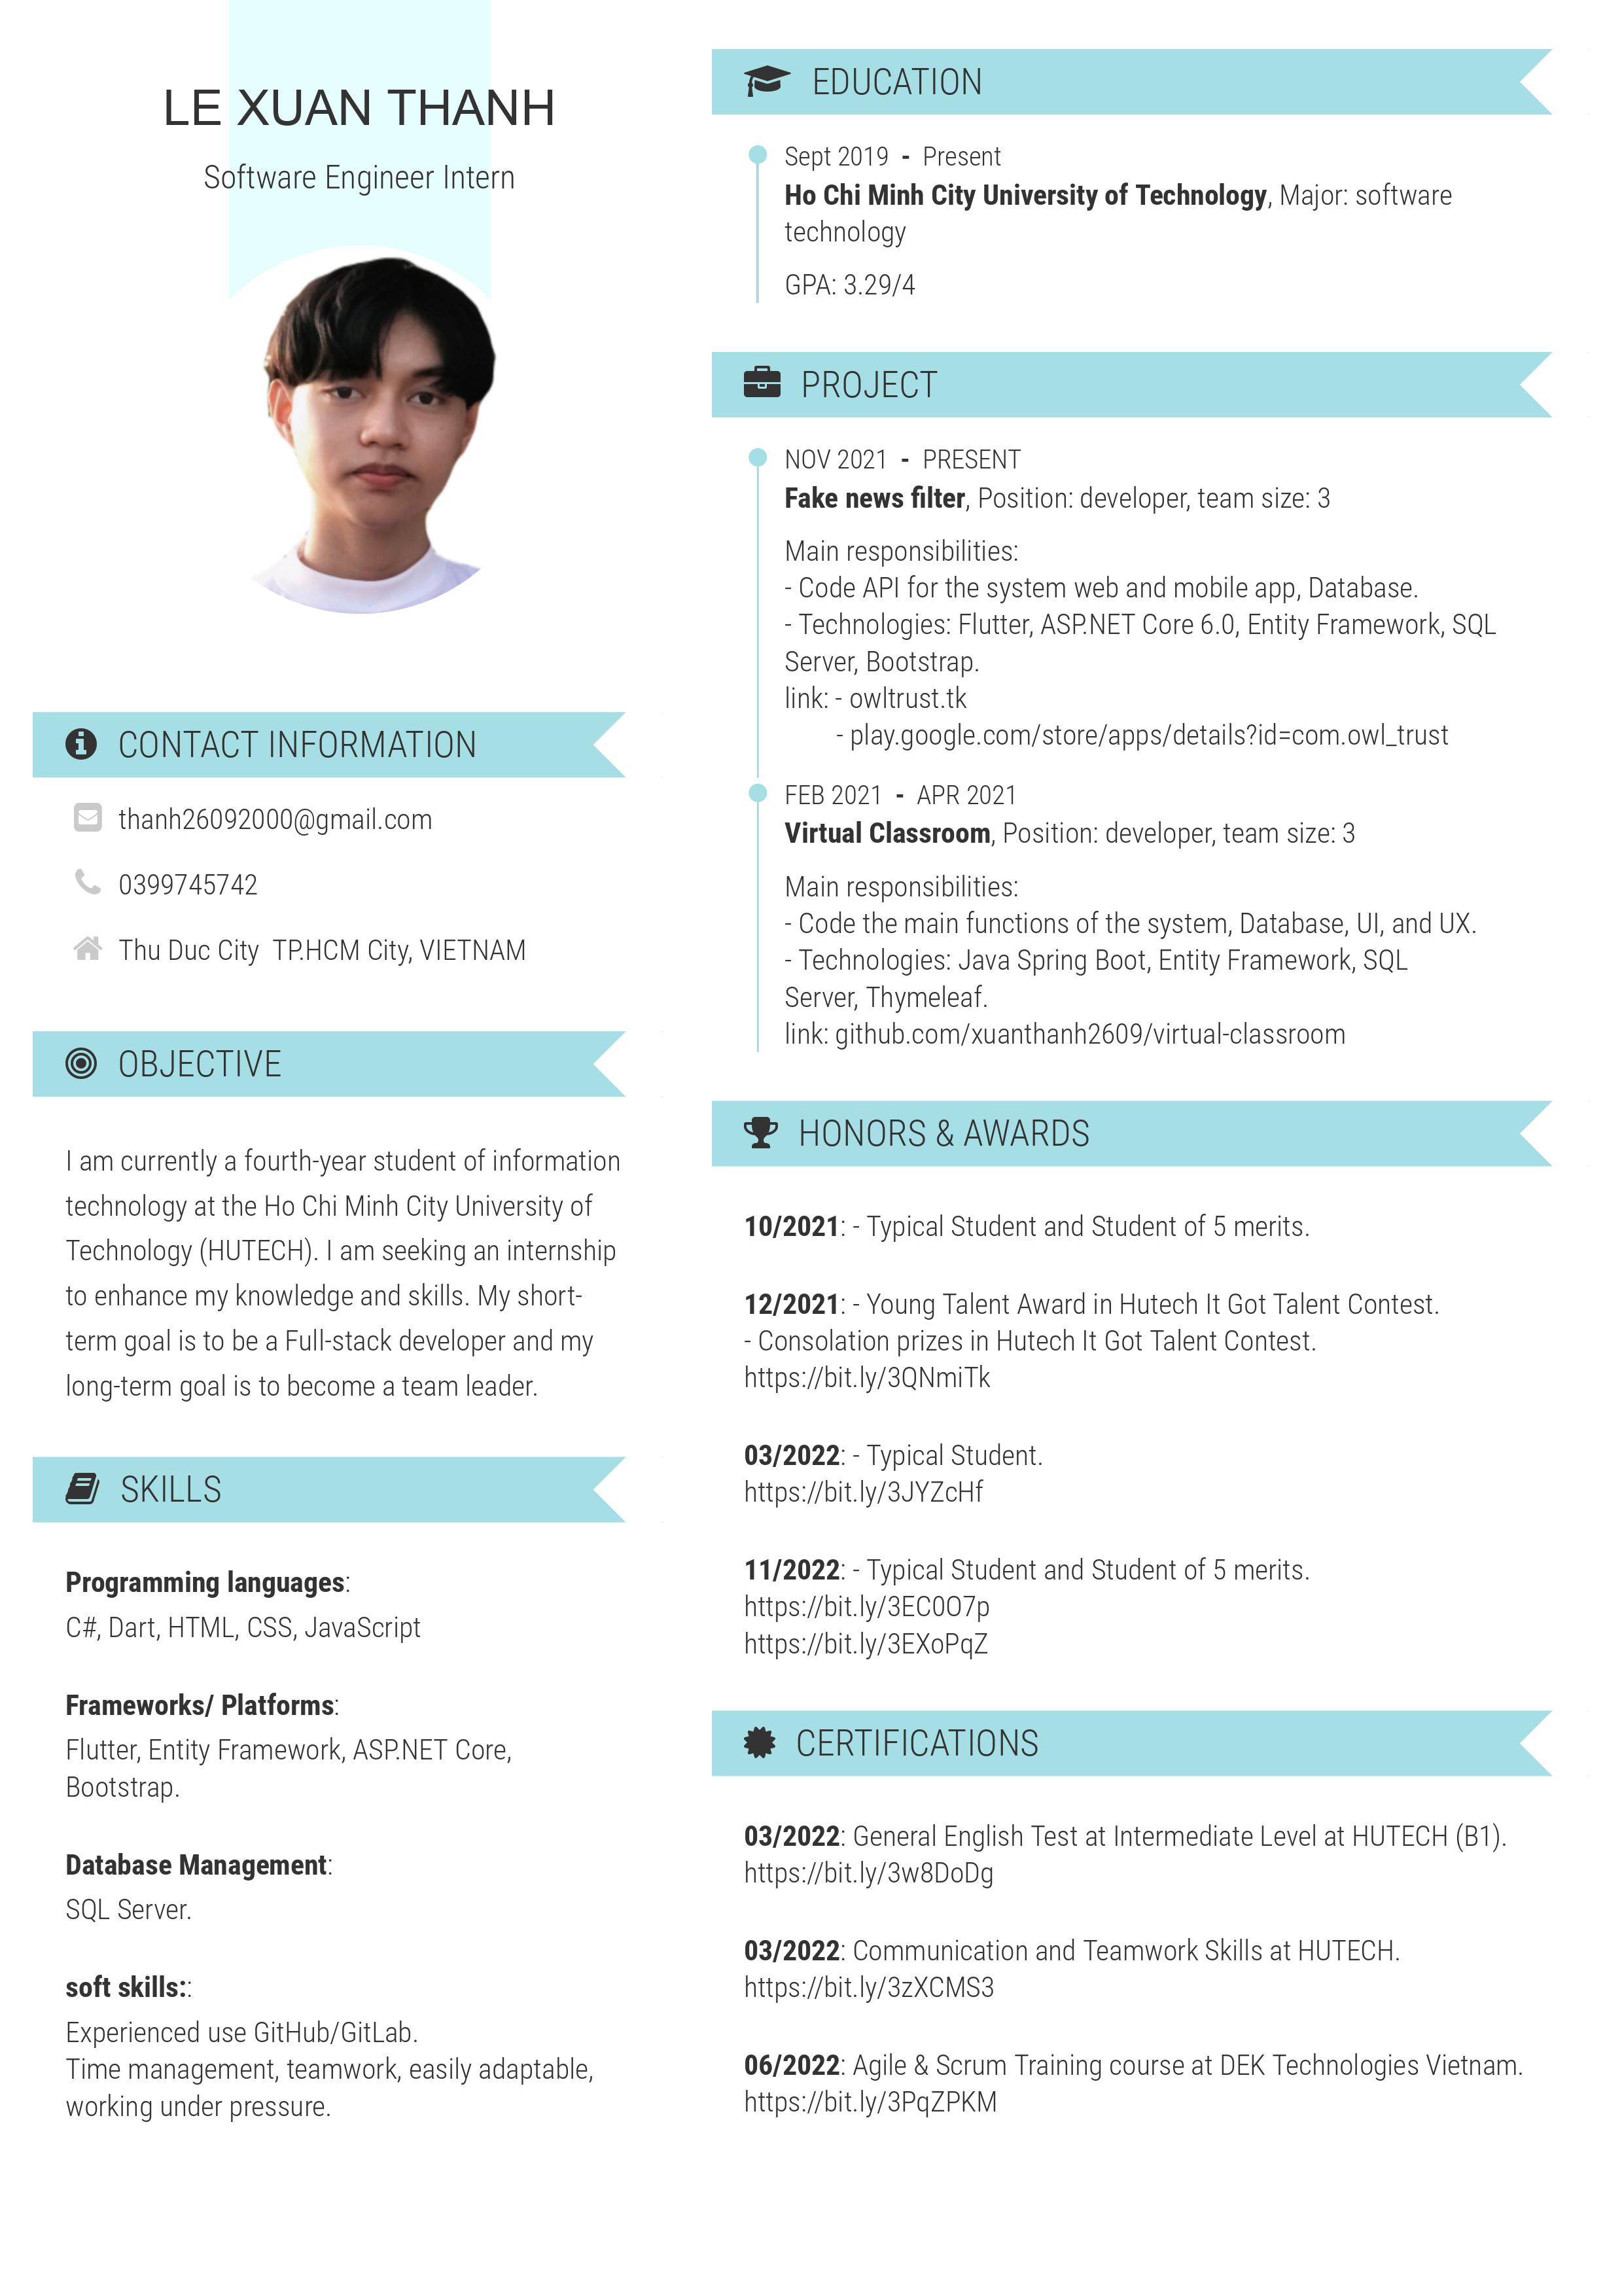 LE XUAN THANH
Software Engineer Intern
CONTACT INFORMATION
thanh26092000@gmail.com
0399745742
Thu Duc City  TP.HCM City, VIETNAM
OBJECTIVE
I am currently a fourth-year student of information
technology at the Ho Chi Minh City University of
Technology (HUTECH). I am seeking an internship
to enhance my knowledge and skills. My short-
term goal is to be a Full-stack developer and my
long-term goal is to become a team leader.
SKILLS
Programming languages:
C#, Dart, HTML, CSS, JavaScript
Frameworks/ Platforms:
Flutter, Entity Framework, ASP.NET Core,
Bootstrap.
Database Management:
SQL Server.
soft skills::
Experienced use GitHub/GitLab.
Time management, teamwork, easily adaptable,
working under pressure.
EDUCATION
Sept 2019 - Present
Ho Chi Minh City University of Technology, Major: software
technology
GPA: 3.29/4
PROJECT
NOV 2021 - PRESENT
Fake news filter, Position: developer, team size: 3
Main responsibilities:
- Code API for the system web and mobile app, Database.
- Technologies: Flutter, ASP.NET Core 6.0, Entity Framework, SQL
Server, Bootstrap.
link: - owltrust.tk
- play.google.com/store/apps/details?id=com.owl_trust
FEB 2021 - APR 2021
Virtual Classroom, Position: developer, team size: 3
Main responsibilities:
- Code the main functions of the system, Database, UI, and UX.
- Technologies: Java Spring Boot, Entity Framework, SQL
Server, Thymeleaf.
link: github.com/xuanthanh2609/virtual-classroom
HONORS & AWARDS
10/2021: - Typical Student and Student of 5 merits.
12/2021: - Young Talent Award in Hutech It Got Talent Contest.
- Consolation prizes in Hutech It Got Talent Contest.
https://bit.ly/3QNmiTk
03/2022: - Typical Student.
https://bit.ly/3JYZcHf
11/2022: - Typical Student and Student of 5 merits.
https://bit.ly/3EC0O7p
https://bit.ly/3EXoPqZ
CERTIFICATIONS
03/2022: General English Test at Intermediate Level at HUTECH (B1).
https://bit.ly/3w8DoDg
03/2022: Communication and Teamwork Skills at HUTECH.
https://bit.ly/3zXCMS3
06/2022: Agile & Scrum Training course at DEK Technologies Vietnam.
https://bit.ly/3PqZPKM